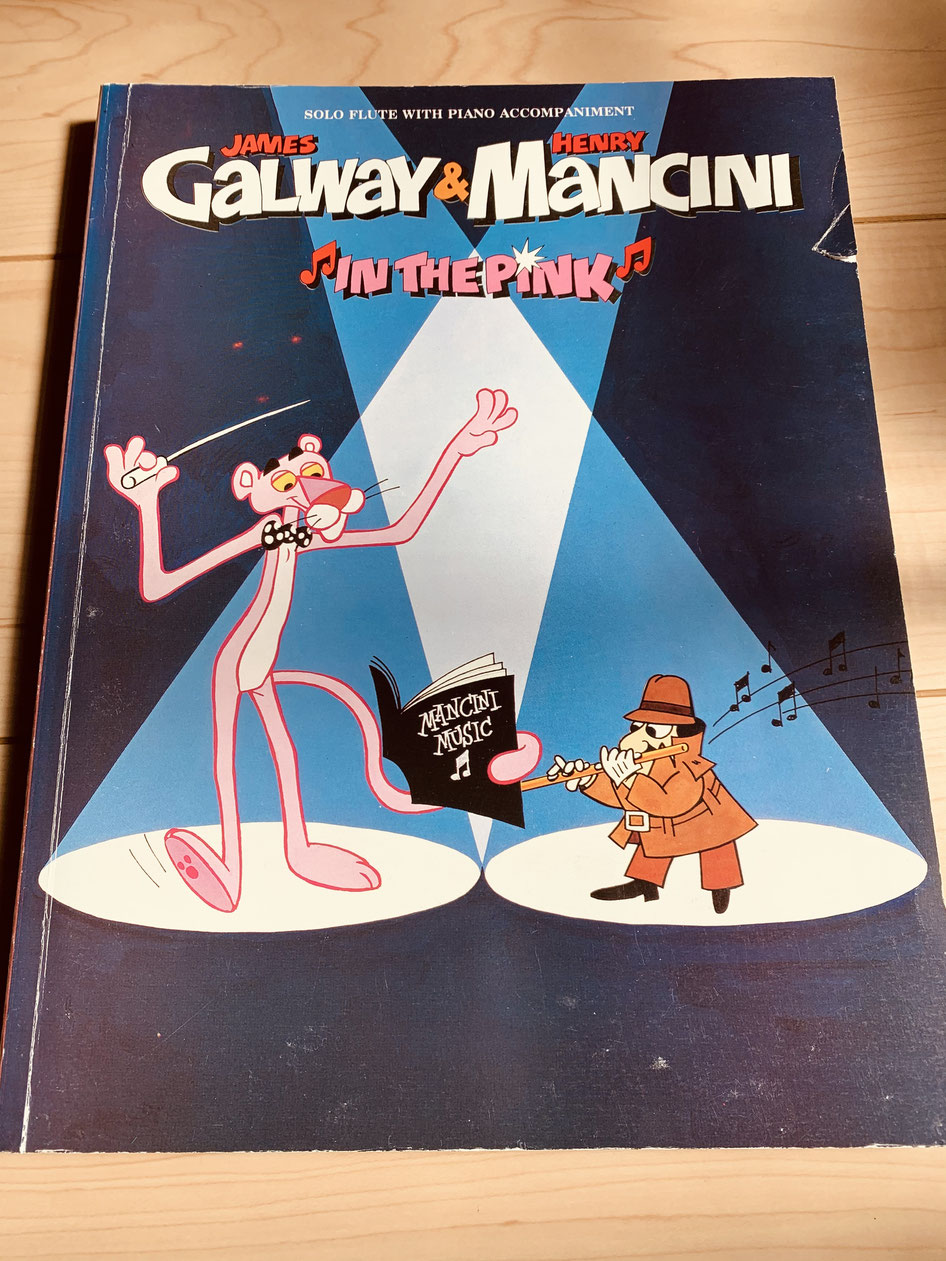 SOLO FLUTE WITH PIANO ACCOMPANIMENT
JAMES HENRY
GALWAY & MANCINI
IN THE PINK
MANCINI
MUSIC